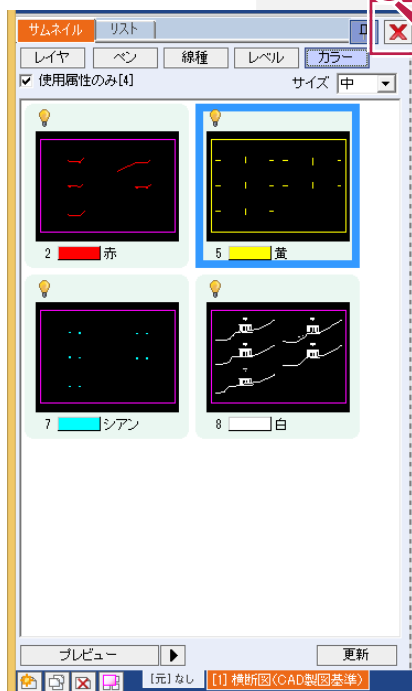 サムネイル リスト
レイヤ ペン 線種 レベル カラー
使用属性のみ[4] サイズ 中
2 赤 5 黄
7 シアン 8 白
プレビュー 更新
[元] なし [1] 横断図(CAD製図基準)